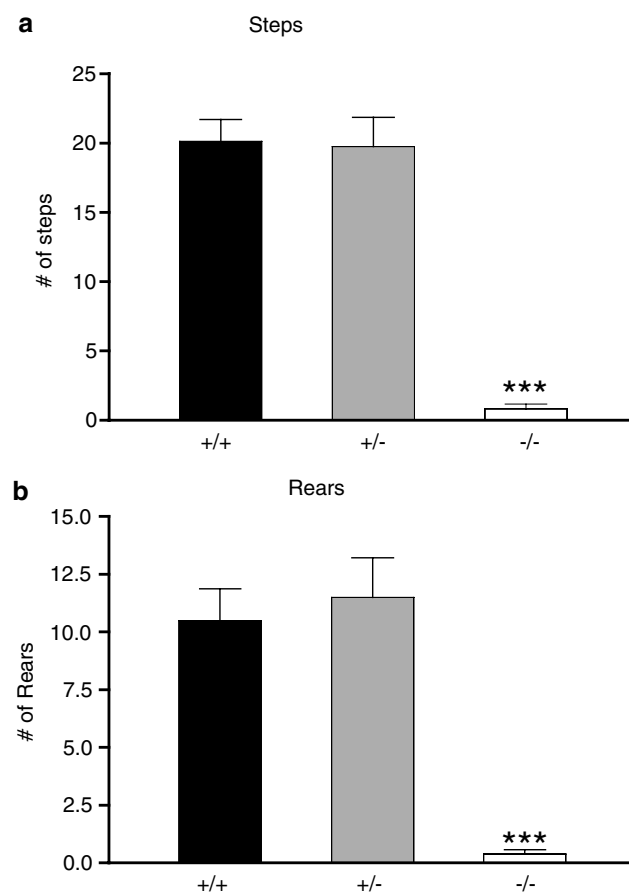 a
Steps
25
20
15
10
5
0
# of steps
***
+/+ +/- -/-
b
Rears
15.0
12.5
10.0
7.5
5.0
2.5
0.0
# of Rears
***
+/+ +/- -/-